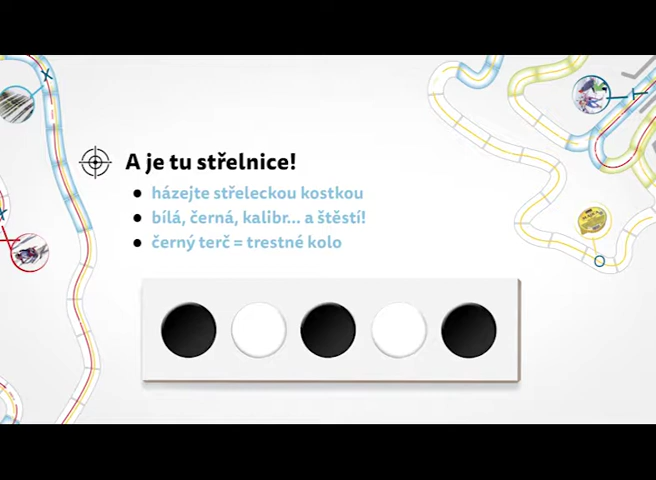 A je tu střelnice!
házejte střeleckou kostkou
bílá, černá, kalibr... a štěstí!
černý terč = trestné kolo